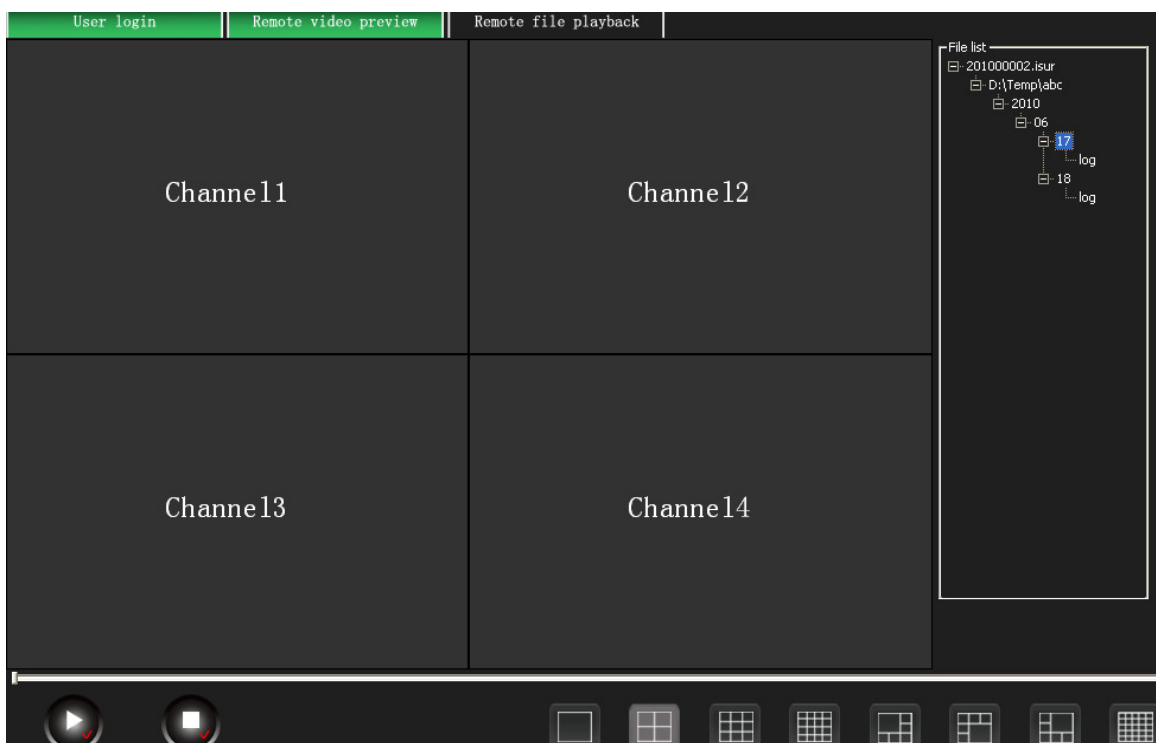 User login
Remote video preview
Remote file playback
File list
201000002.isur
D:\Temp\abc
2010
06
17
log
18
log
Channel1
Channel2
Channel3
Channel4